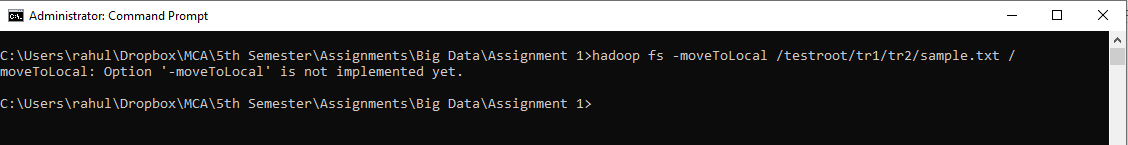 Administrator: Command Prompt
C:\Users\rahul\Dropbox\MCA\5th Semester\Assignments\Big Data\Assignment 1>hadoop fs -moveToLocal /testroot/tr1/tr2/sample.txt /
moveToLocal: Option '-moveToLocal' is not implemented yet.
C:\Users\rahul\Dropbox\MCA\5th Semester\Assignments\Big Data\Assignment 1>